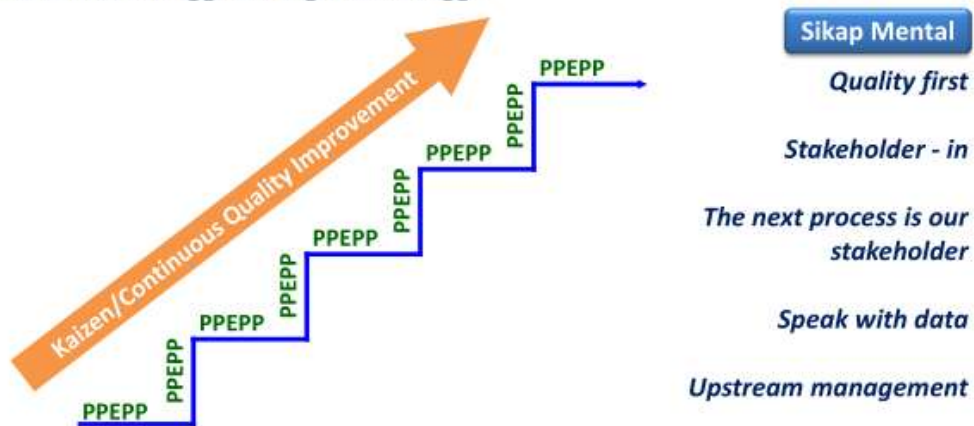 Kaizen/Continuous Quality Improvement
PPEPP
PPEPP
PPEPP
PPEPP
PPEPP
PPEPP
PPEPP
PPEPP
PPEPP
Sikap Mental
Quality first
Stakeholder - in
The next process is our
stakeholder
Speak with data
Upstream management